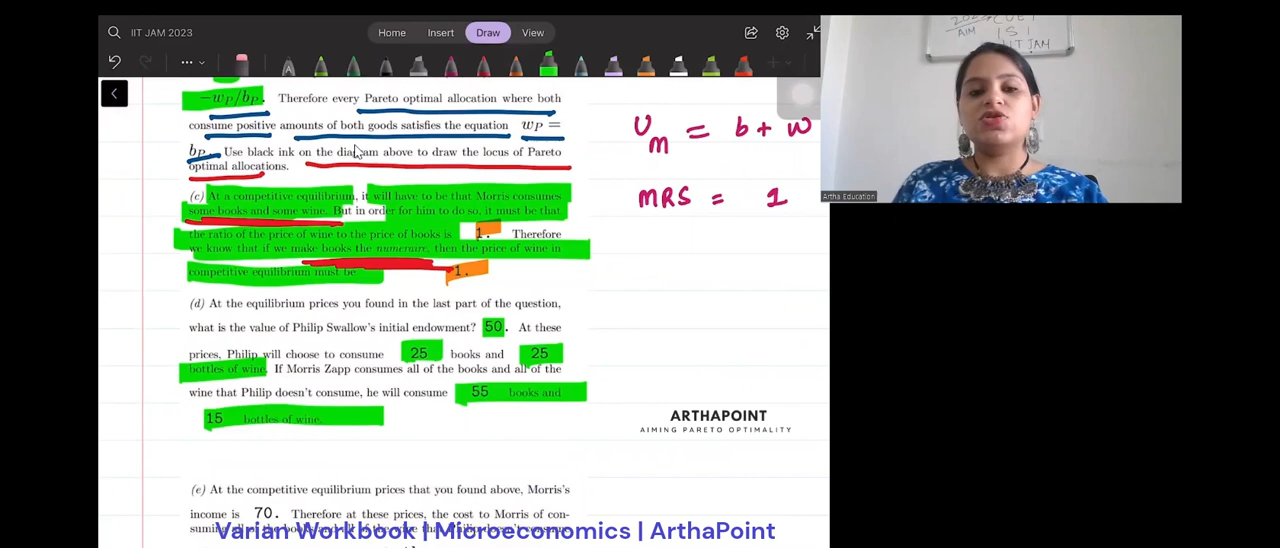 IIT JAM 2023
Home Insert Draw View
−wP/bP. Therefore every Pareto optimal allocation where both
consume positive amounts of both goods satisfies the equation wP =
bP. Use black ink on the diagram above to draw the locus of Pareto
optimal allocations.
(c) At a competitive equilibrium, it will have to be that Morris consumes
some books and some wine. But in order for him to do so, it must be that
the ratio of the price of wine to the price of books is 1. Therefore
we know that if we make books the numeraire, then the price of wine in
competitive equilibrium must be 1.
(d) At the equilibrium prices you found in the last part of the question,
what is the value of Philip Swallow's initial endowment? 50. At these
prices, Philip will choose to consume 25 books and 25
bottles of wine. If Morris Zapp consumes all of the books and all of the
wine that Philip doesn't consume, he will consume 55 books and
15 bottles of wine.
(e) At the competitive equilibrium prices that you found above, Morris's
income is 70. Therefore at these prices, the cost to Morris of con-
Um = b + w
MRS = 1
ARTHAPOINT
AIMING PARETO OPTIMALITY
CUET
AIM ISI
IIT JAM
Artha Education
Varian Workbook | Microeconomics | ArthaPoint